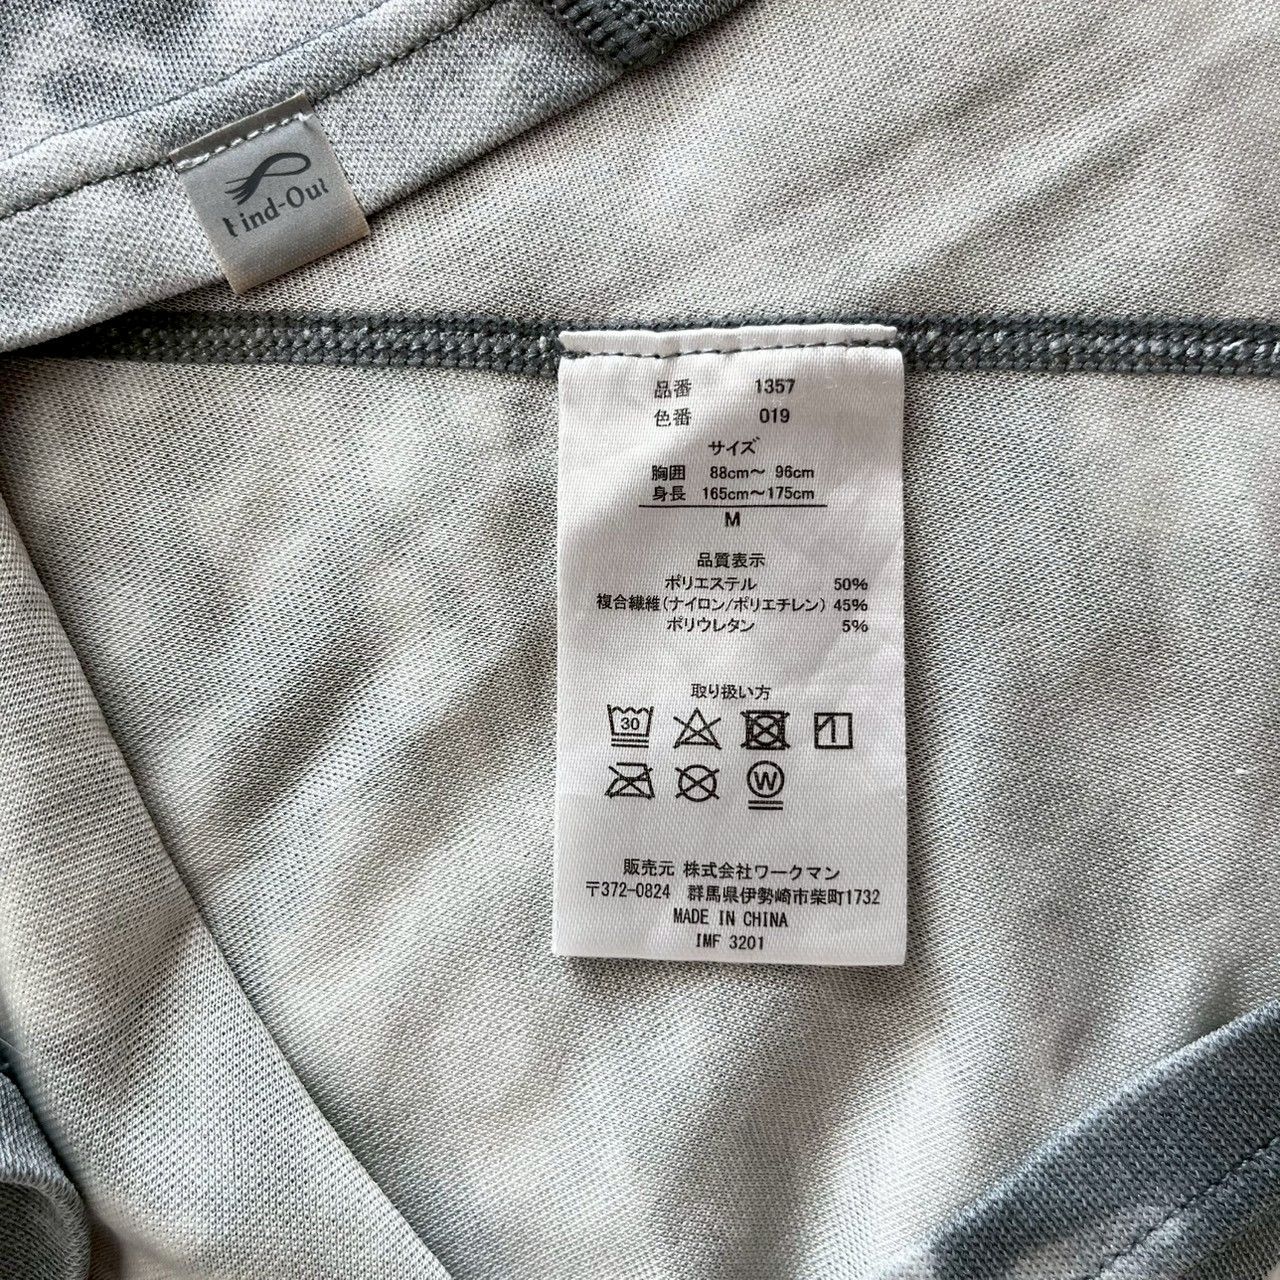 Find-Out
品番 1357
色番 019
サイズ
胸囲 88cm～ 96cm
身長 165cm～175cm
M
品質表示
ポリエステル 50%
複合繊維(ナイロン/ポリエチレン) 45%
ポリウレタン 5%
取り扱い方
30
W
販売元 株式会社ワークマン
〒372-0824 群馬県伊勢崎市柴町1732
MADE IN CHINA
IMF 3201